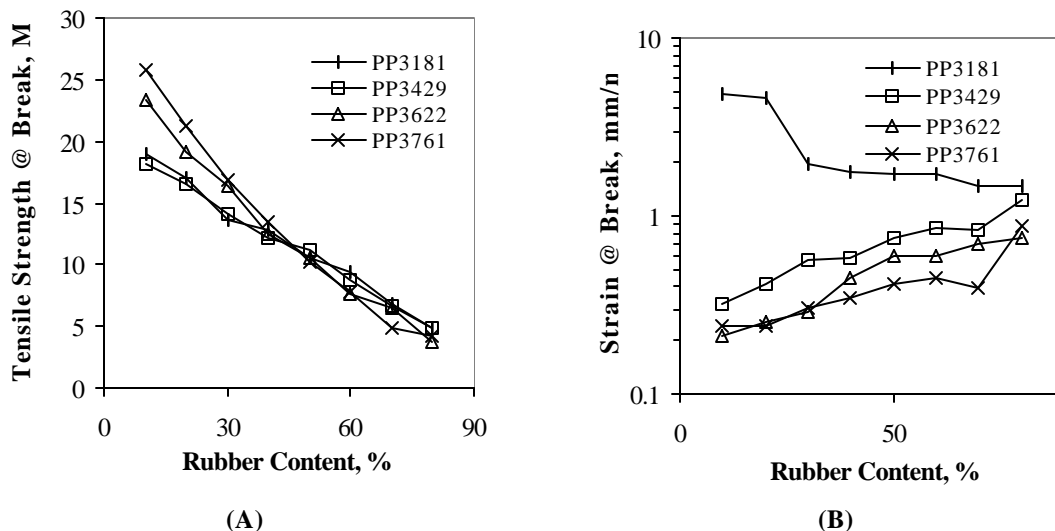 Tensile Strength @ Break, M
30
25
20
15
10
5
0
0
30
60
90
Rubber Content, %
PP3181
PP3429
PP3622
PP3761
(A)
Strain @ Break, mm/n
10
1
0.1
0
50
Rubber Content, %
PP3181
PP3429
PP3622
PP3761
(B)